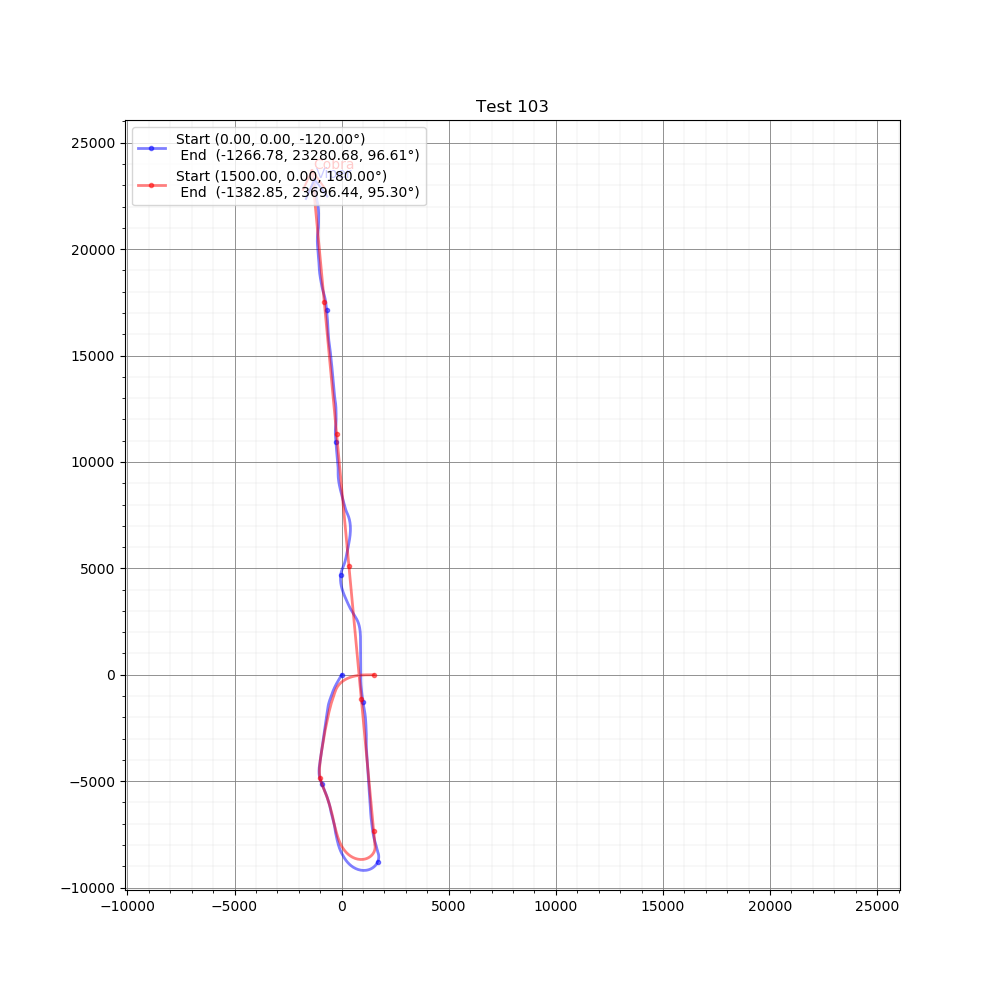 Test 103
Start (0.00, 0.00, -120.00°)
End (-1266.78, 23280.68, 96.61°)
Start (1500.00, 0.00, 180.00°)
End (-1382.85, 23696.44, 95.30°)
Cobra
25000
20000
15000
10000
5000
0
−5000
−10000
−10000 −5000 0 5000 10000 15000 20000 25000